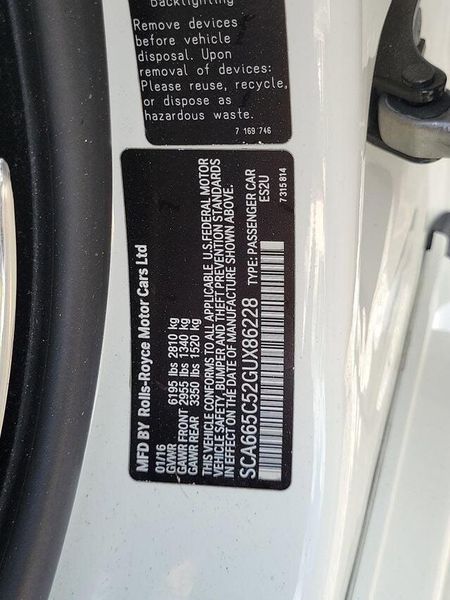 backlighting
Remove devices
before vehicle
disposal. Upon
removal of devices:
Please reuse, recycle
or dispose as
hazardous waste.
7 169 746
MFD BY Rolls-Royce Motor Cars Ltd
01/16
GVWR 6195 lbs 2810 kg
GAWR FRONT 2955 lbs 1340 kg
GAWR REAR 3350 lbs 1520 kg
THIS VEHICLE CONFORMS TO ALL APPLICABLE U.S.FEDERAL MOTOR
VEHICLE SAFETY, BUMPER AND THEFT PREVENTION STANDARDS
IN EFFECT ON THE DATE OF MANUFACTURE SHOWN ABOVE.
SCA665C52GUX86228 TYPE: PASSENGER CAR
ES2U
7 315 814